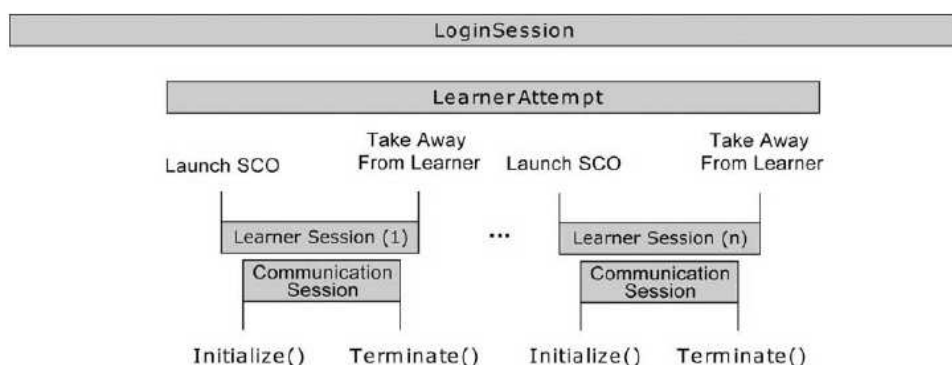 LoginSession
LearnerAttempt
Launch SCO
Take Away
From Learner
Launch SCO
Take Away
From Learner
Learner Session (1)
...
Learner Session (n)
Communication
Session
Communication
Session
Initialize()
Terminate()
Initialize()
Terminate()